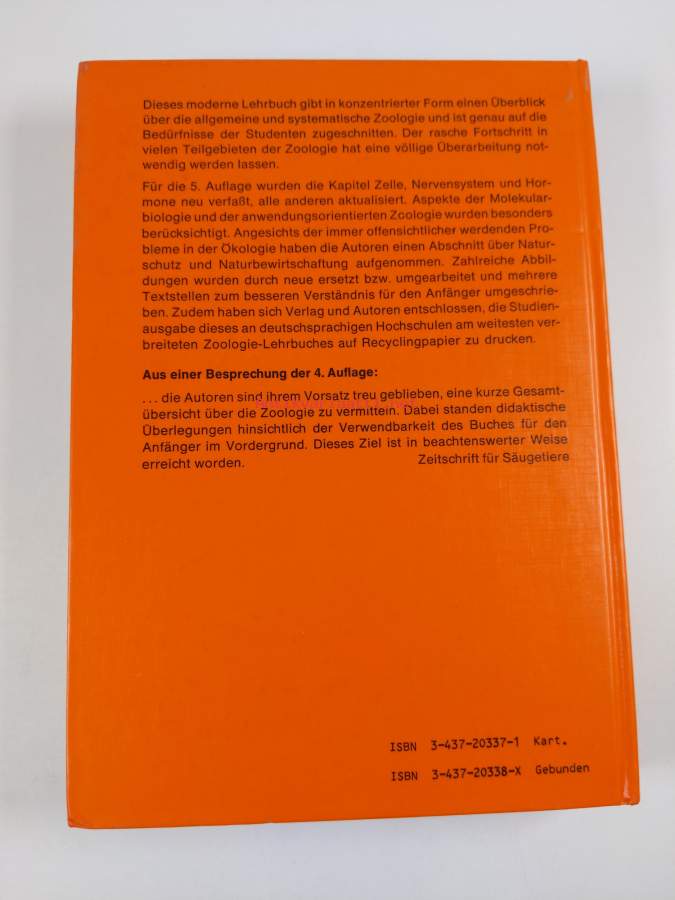 Dieses moderne Lehrbuch gibt in konzentrierter Form einen Überblick
über die allgemeine und systematische Zoologie und ist genau auf die
Bedürfnisse der Studenten zugeschnitten. Der rasche Fortschritt in
vielen Teilgebieten der Zoologie hat eine völlige Überarbeitung not-
wendig werden lassen.
Für die 5. Auflage wurden die Kapitel Zelle, Nervensystem und Hor-
mone neu verfaßt, alle anderen aktualisiert. Aspekte der Molekular-
biologie und der anwendungsorientierten Zoologie wurden besonders
berücksichtigt. Angesichts der immer offensichtlicher werdenden Pro-
bleme in der Ökologie haben die Autoren einen Abschnitt über Natur-
schutz und Naturbewirtschaftung aufgenommen. Zahlreiche Abbil-
dungen wurden durch neue ersetzt bzw. umgearbeitet und mehrere
Textstellen zum besseren Verständnis für den Anfänger umgeschrie-
ben. Zudem haben sich Verlag und Autoren entschlossen, die Studien-
ausgabe dieses an deutschsprachigen Hochschulen am weitesten ver-
breiteten Zoologie-Lehrbuches auf Recyclingpapier zu drucken.
Aus einer Besprechung der 4. Auflage:
. . . die Autoren sind ihrem Vorsatz treu geblieben, eine kurze Gesamt-
übersicht über die Zoologie zu vermitteln. Dabei standen didaktische
Überlegungen hinsichtlich der Verwendbarkeit des Buches für den
Anfänger im Vordergrund. Dieses Ziel ist in beachtenswerter Weise
erreicht worden. Zeitschrift für Säugetiere
ISBN 3-437-20337-1 Kart.
ISBN 3-437-20338-X Gebunden